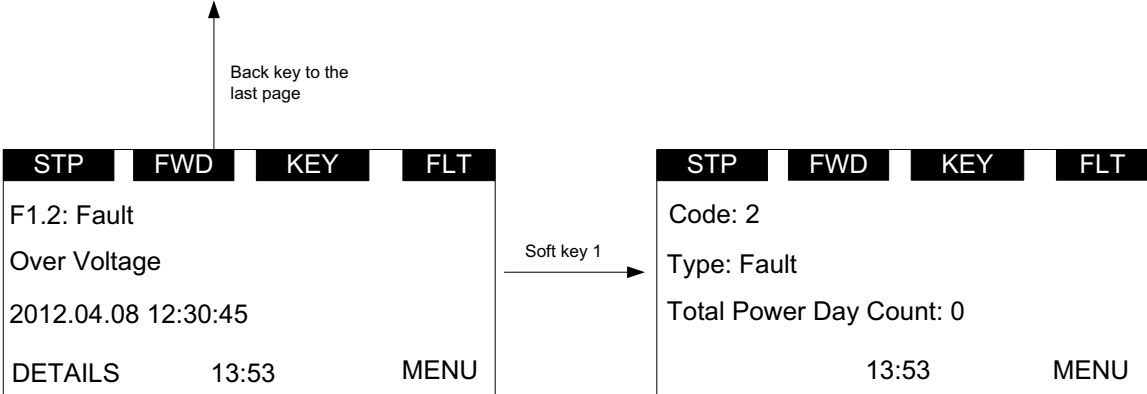 Back key to the
last page
STP FWD KEY FLT
F1.2: Fault
Over Voltage
2012.04.08 12:30:45
DETAILS 13:53 MENU
Soft key 1
STP FWD KEY FLT
Code: 2
Type: Fault
Total Power Day Count: 0
13:53 MENU